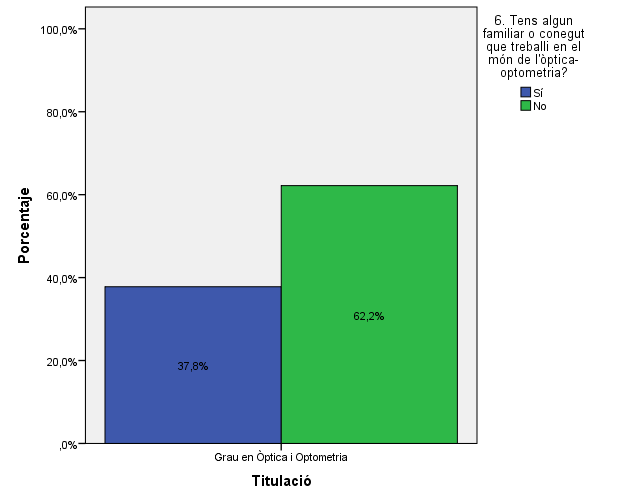 6. Tens algun
familiar o conegut
que treballi en el
món de l'òptica-
optometria?
Sí
No
100,0%
80,0%
60,0%
40,0%
20,0%
,0%
Porcentaje
37,8%
62,2%
Grau en Òptica i Optometria
Titulació